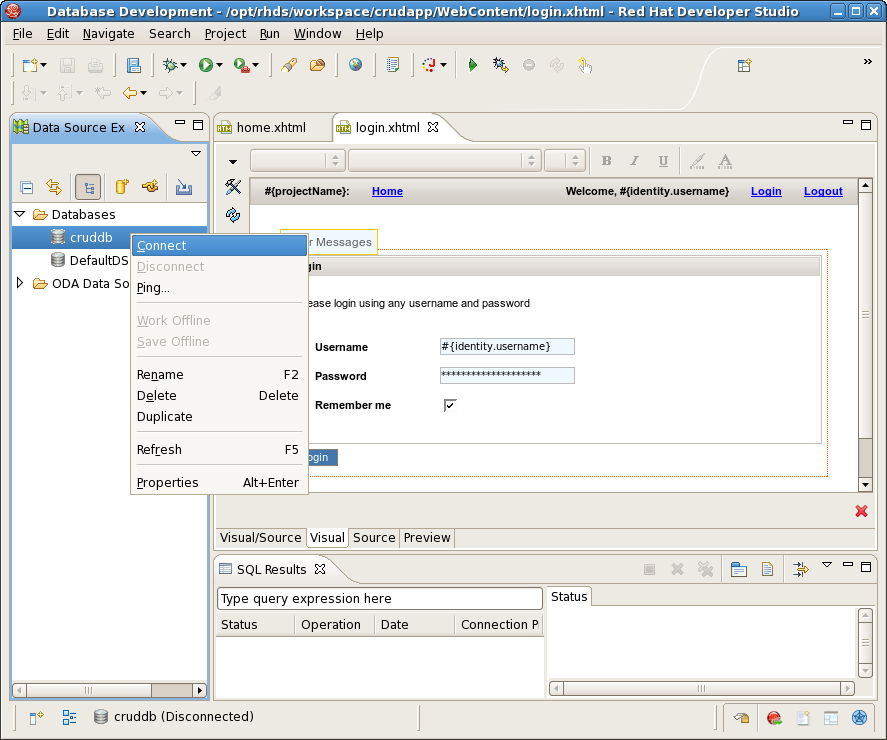 Database Development - /opt/rhds/workspace/crudapp/WebContent/login.xhtml - Red Hat Developer Studio
File Edit Navigate Search Project Run Window Help
Data Source Ex
home.xhtml
login.xhtml
B I U A
#{projectName}: Home Welcome, #{identity.username} Login Logout
Databases
cruddb
DefaultDS
ODA Data So
Connect
Disconnect
Ping...
Work Offline
Save Offline
Rename F2
Delete Delete
Duplicate
Refresh F5
Properties Alt+Enter
r Messages
gin
ease login using any username and password
Username #{identity.username}
Password ********************
Remember me
ogin
Visual/Source Visual Source Preview
SQL Results
Type query expression here
Status
Status Operation Date Connection P
cruddb (Disconnected)